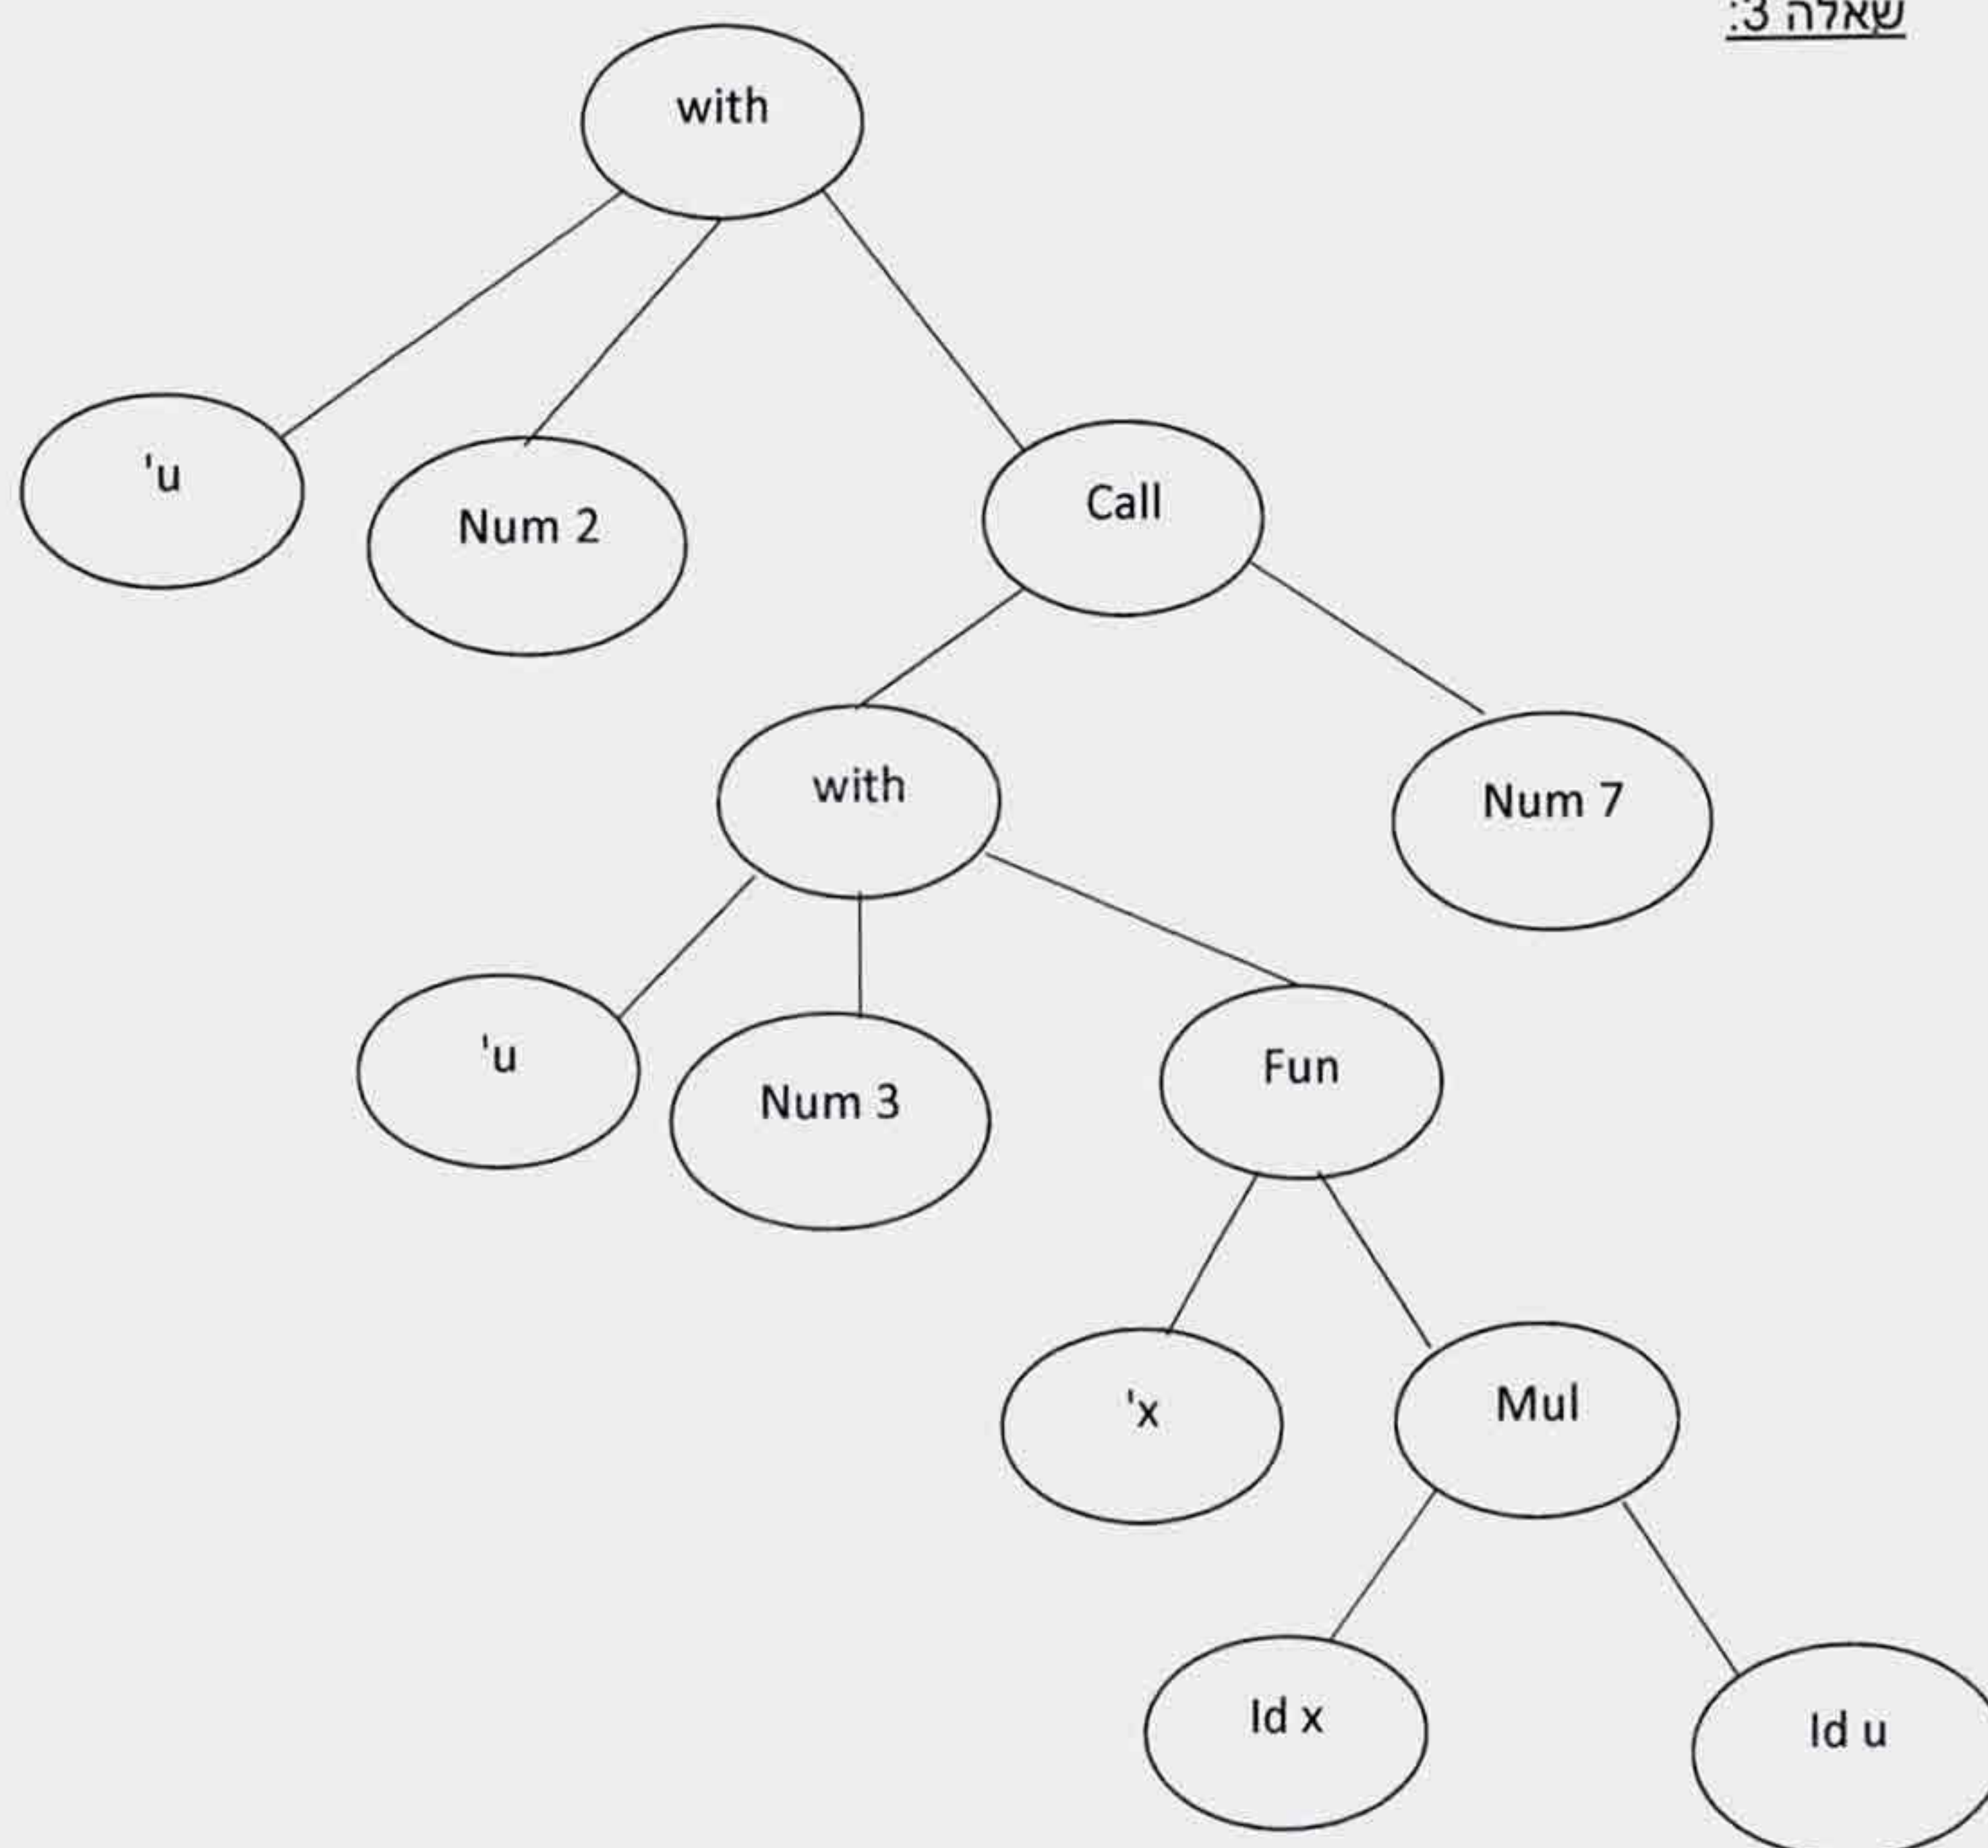 שאלה 3:
with
'u
Num 2
Call
with
Num 7
'u
Num 3
Fun
'x
Mul
Id x
Id u